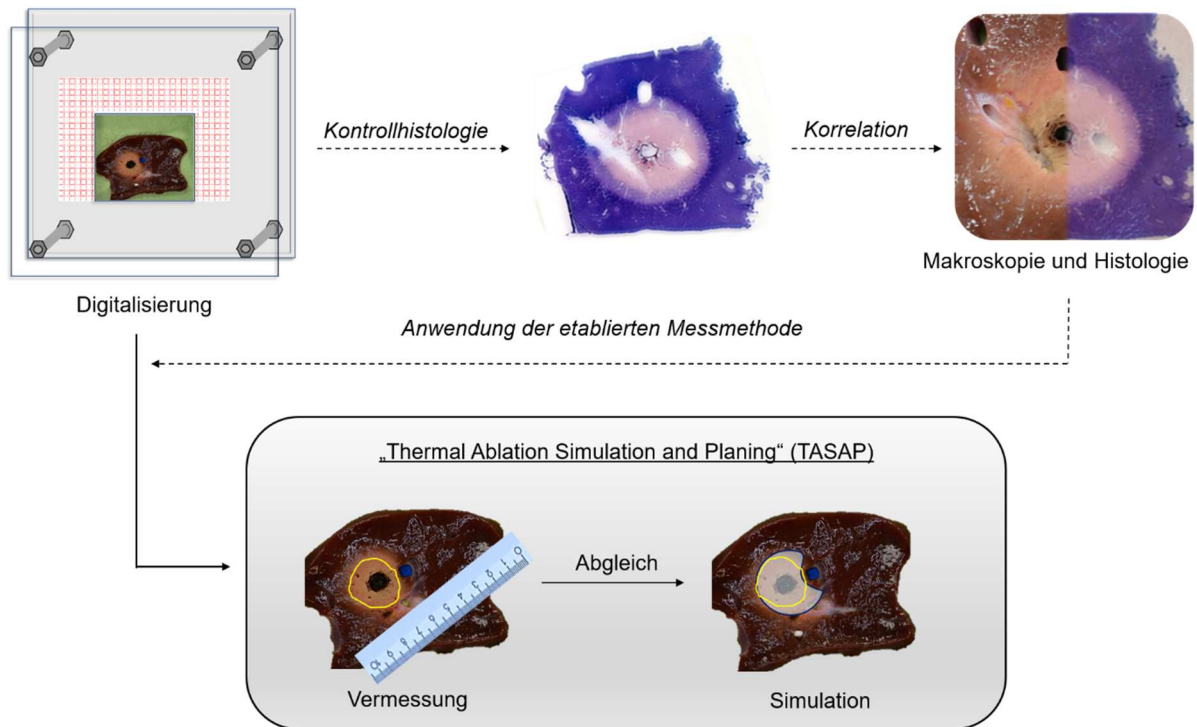 Kontrollhistologie
Korrelation
Makroskopie und Histologie
Digitalisierung
Anwendung der etablierten Messmethode
„Thermal Ablation Simulation and Planing“ (TASAP)
Abgleich
Vermessung
Simulation